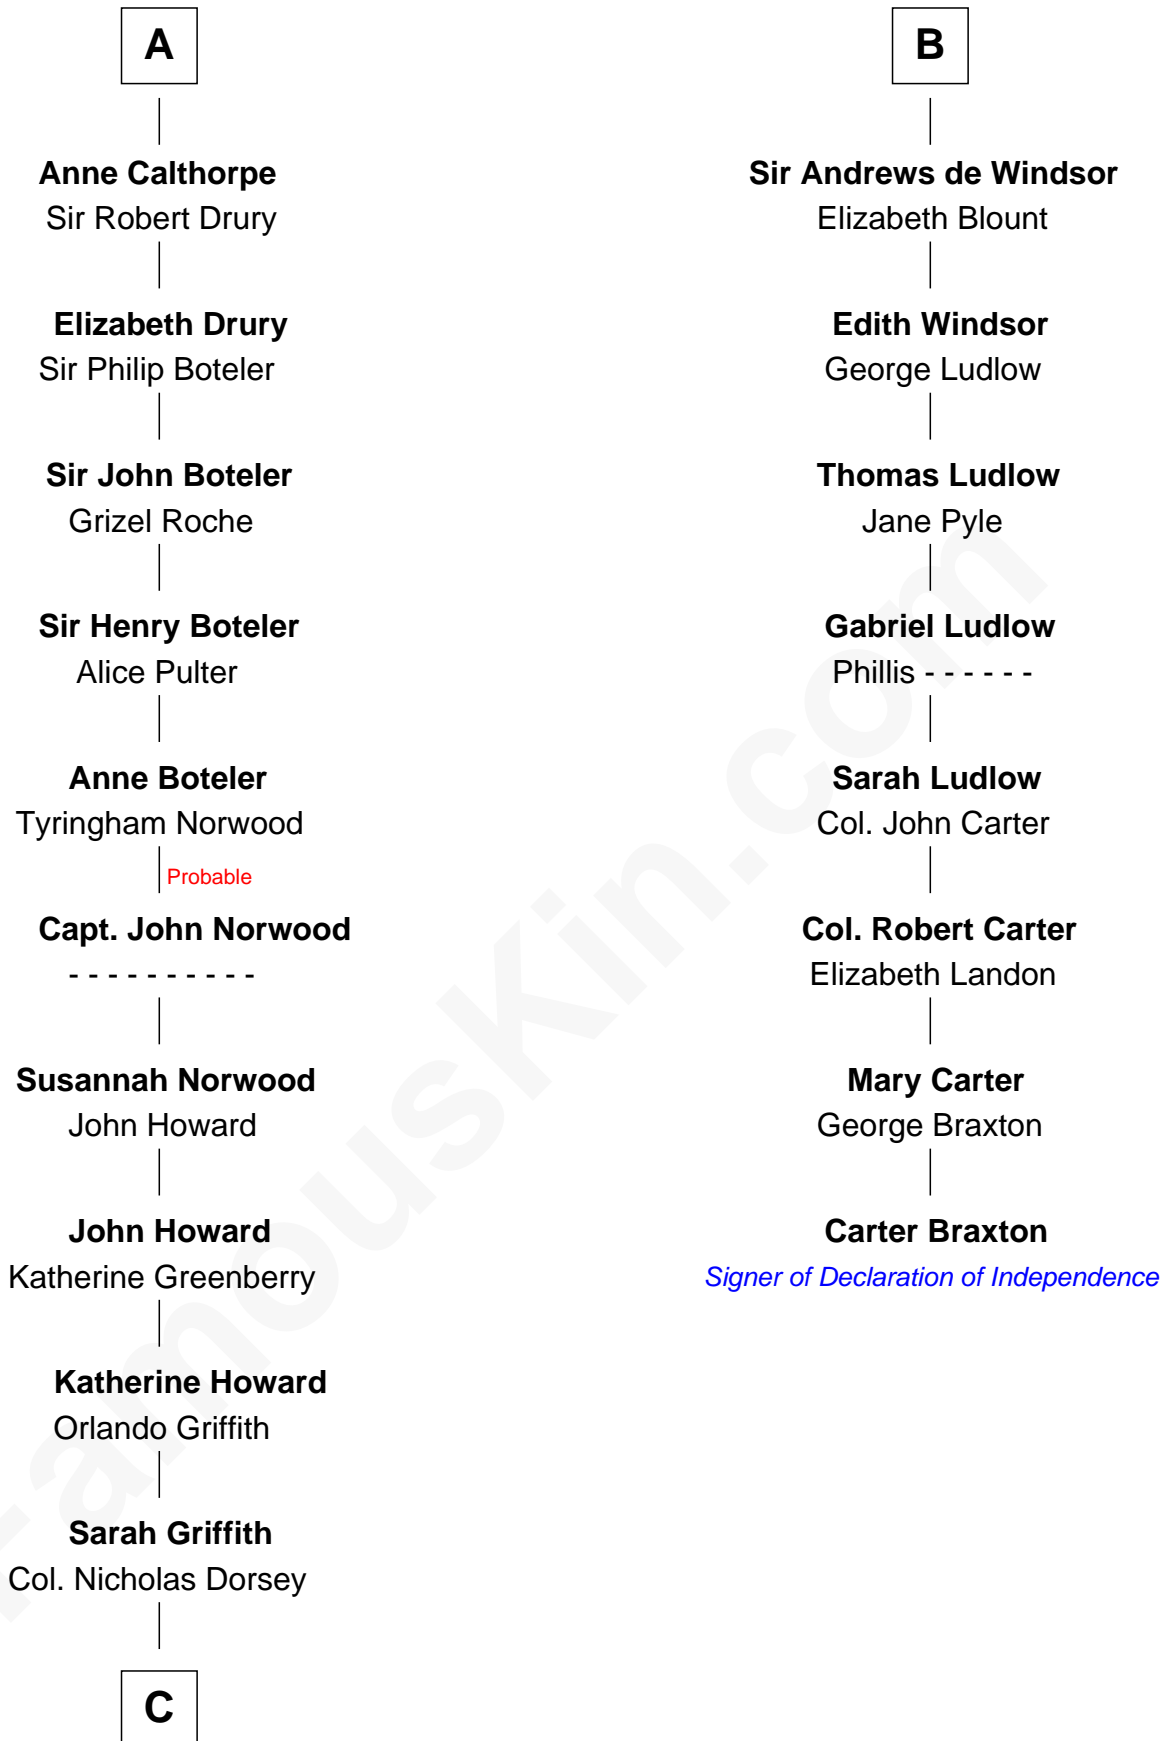 A
Anne Calthorpe
Sir Robert Drury
Elizabeth Drury
Sir Philip Boteler
Sir John Boteler
Grizel Roche
Sir Henry Boteler
Alice Pulter
Anne Boteler
Tyringham Norwood
Probable
Capt. John Norwood
- - - - - - - - - -
Susannah Norwood
John Howard
John Howard
Katherine Greenberry
Katherine Howard
Orlando Griffith
Sarah Griffith
Col. Nicholas Dorsey
C
B
Sir Andrews de Windsor
Elizabeth Blount
Edith Windsor
George Ludlow
Thomas Ludlow
Jane Pyle
Gabriel Ludlow
Phillis - - - - - -
Sarah Ludlow
Col. John Carter
Col. Robert Carter
Elizabeth Landon
Mary Carter
George Braxton
Carter Braxton
Signer of Declaration of Independence
FamousKin.com